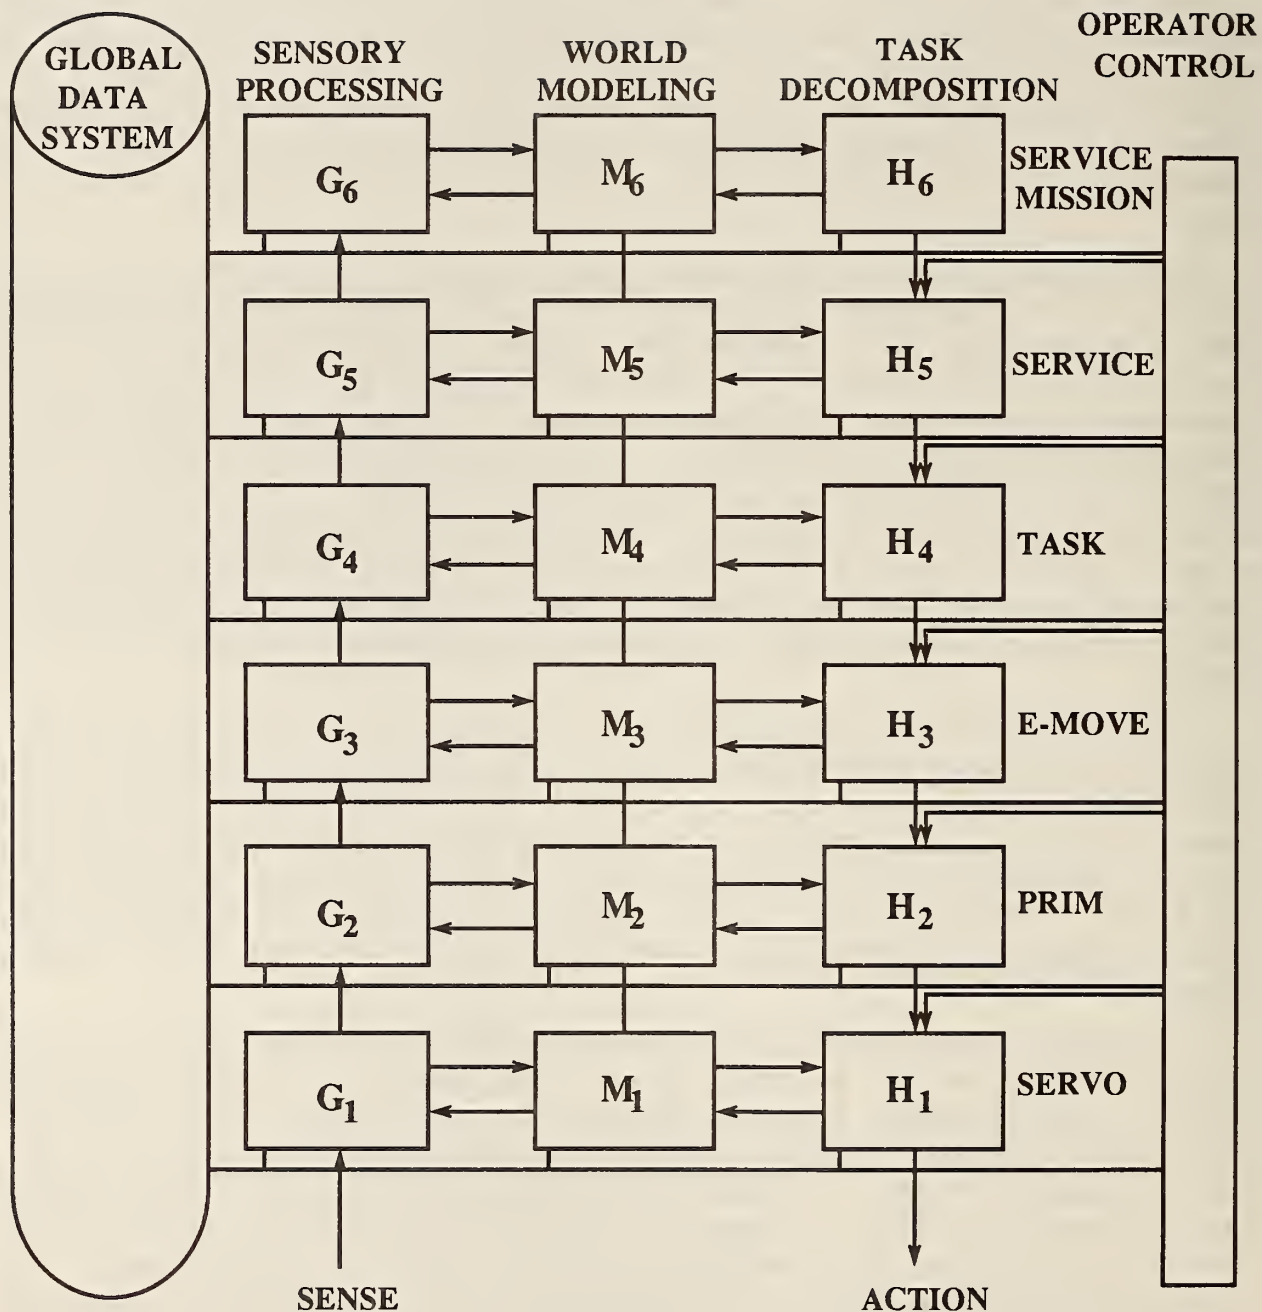 GLOBAL
DATA
SYSTEM
SENSORY
PROCESSING
WORLD
MODELING
TASK
DECOMPOSITION
OPERATOR
CONTROL
G6
M6
H6
SERVICE
MISSION
G5
M5
H5
SERVICE
G4
M4
H4
TASK
G3
M3
H3
E-MOVE
G2
M2
H2
PRIM
G1
M1
H1
SERVO
SENSE
ACTION